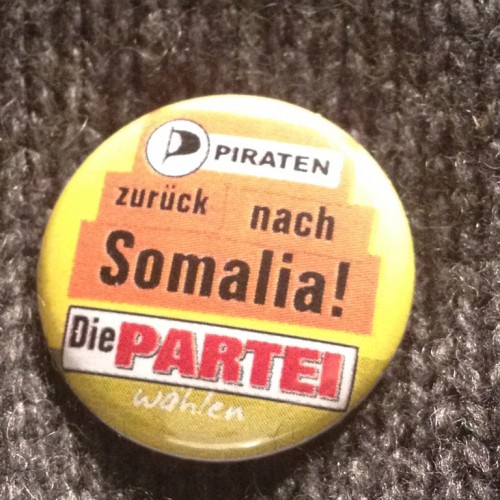 PIRATEN
zurück nach
Somalia!
Die PARTEI
wählen